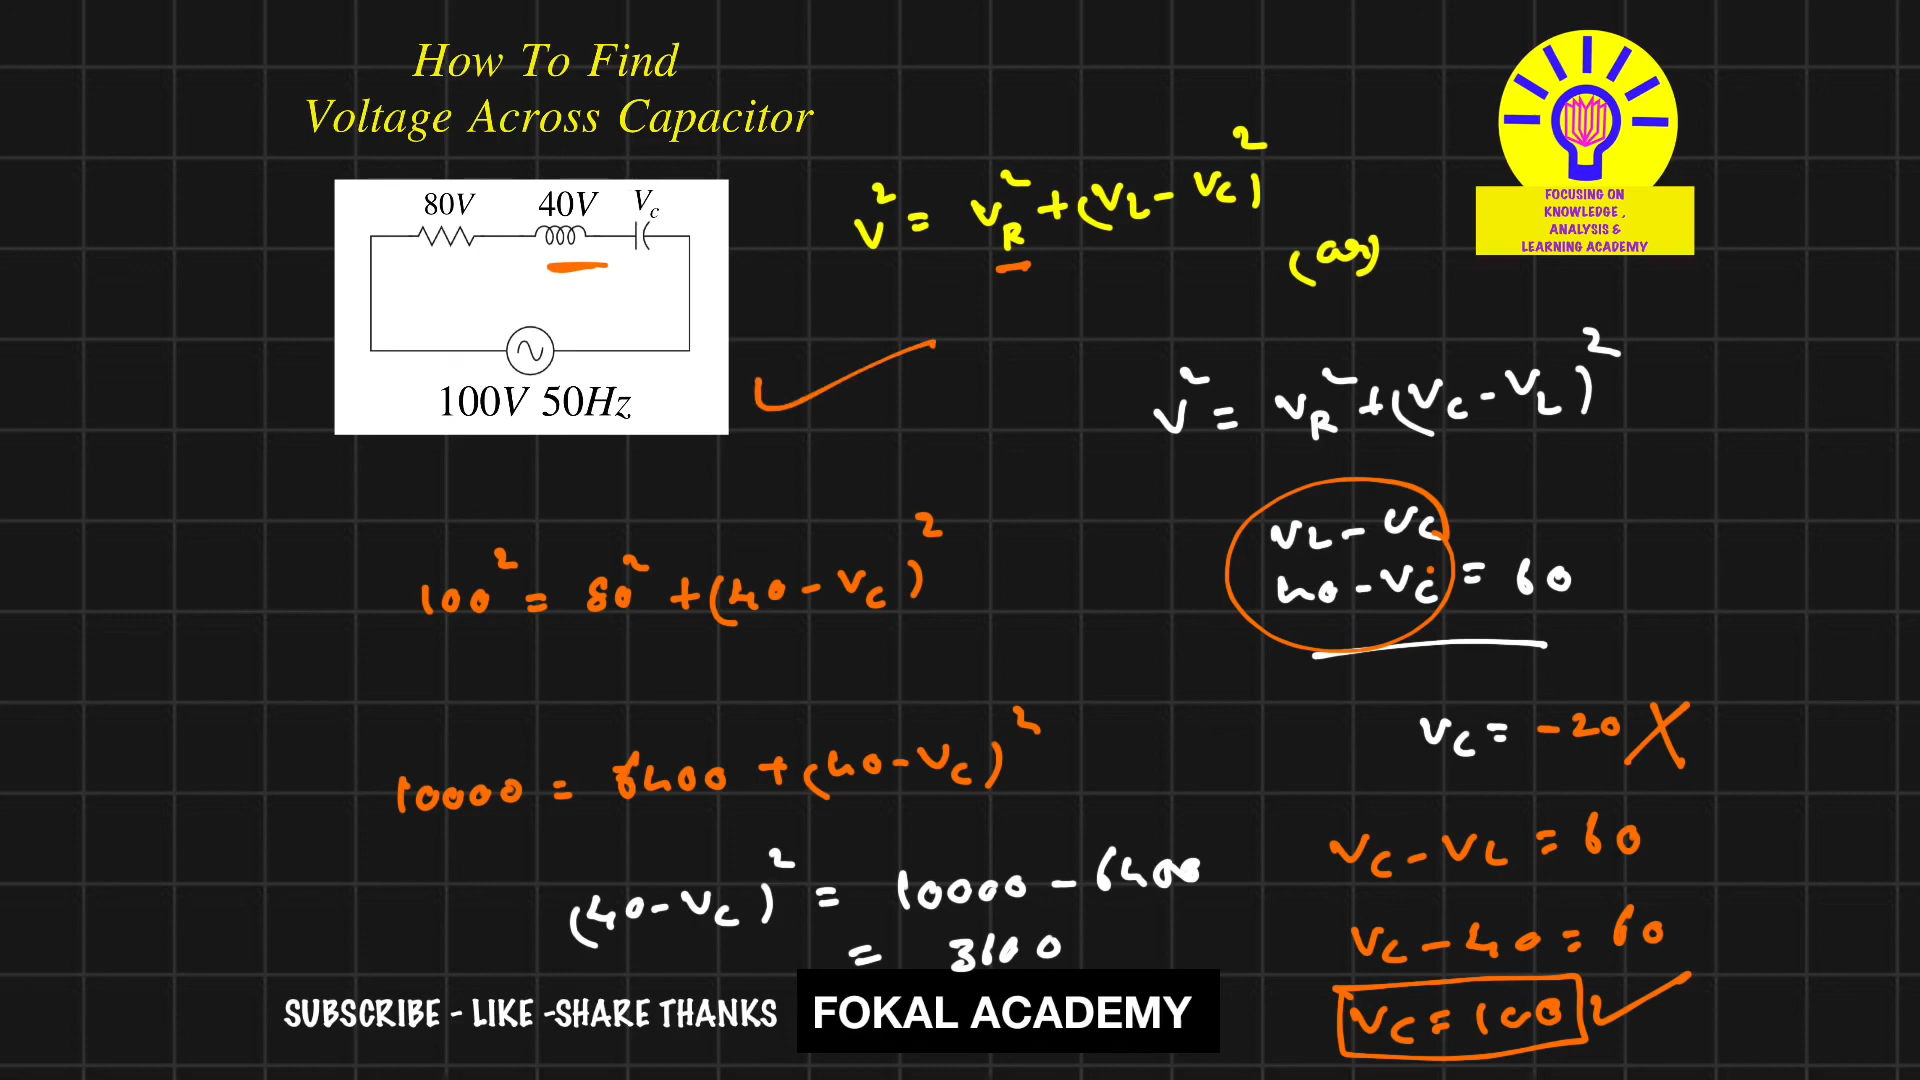 How To Find
Voltage Across Capacitor
80V 40V Vc
100V 50Hz
V² = VR² + (VL - VC)²
(or)
V² = VR² + (VC - VL)²
VL - VC
40 - VC = 60
VC = -20 X
VC - VL = 60
VC - 40 = 60
VC = 100
100² = 80² + (40 - VC)²
10000 = 6400 + (40 - VC)²
(40 - VC)² = 10000 - 6400
= 3600
FOCUSING ON
KNOWLEDGE ,
ANALYSIS &
LEARNING ACADEMY
SUBSCRIBE - LIKE -SHARE THANKS
FOKAL ACADEMY